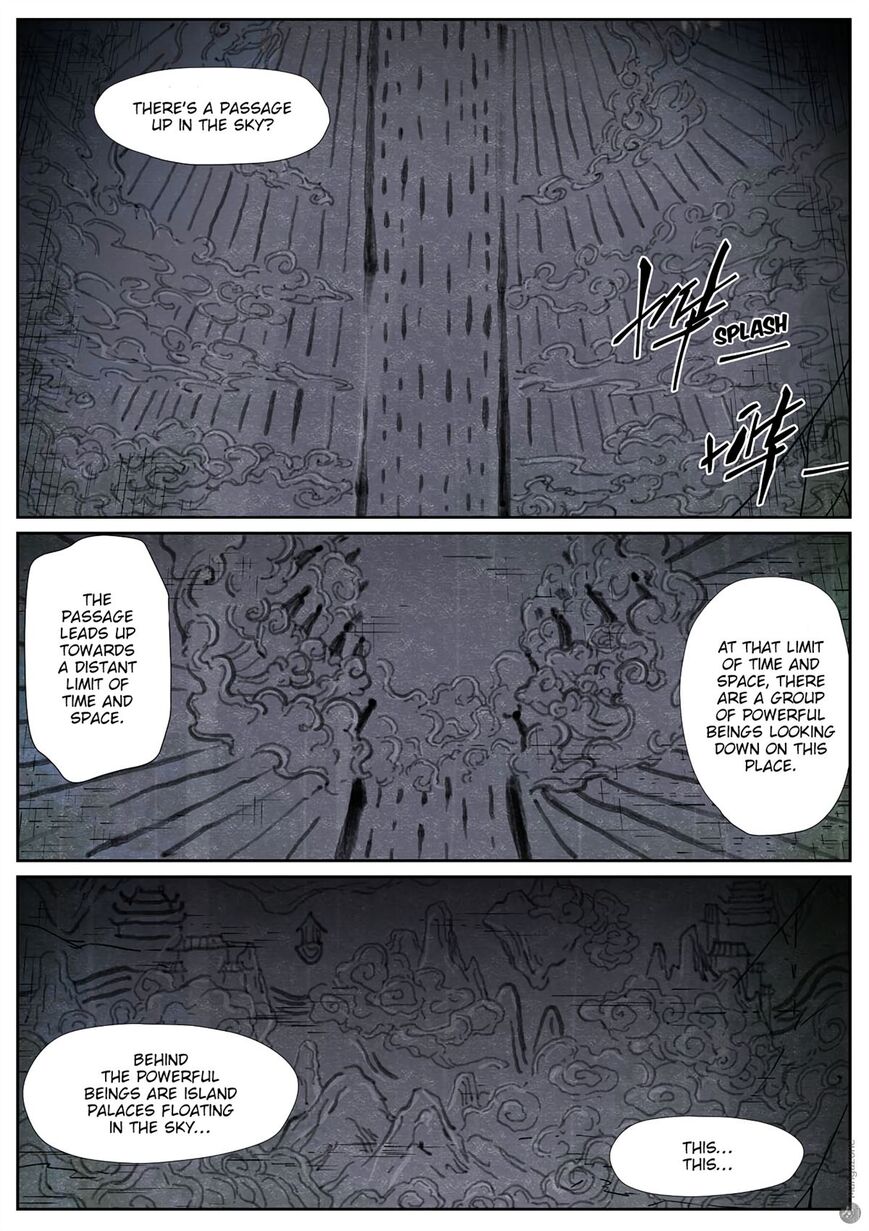 THERE'S A PASSAGE
UP IN THE SKY?
SPLASH
THE
PASSAGE
LEADS UP
TOWARDS
A DISTANT
LIMIT OF
TIME AND
SPACE.
AT THAT LIMIT
OF TIME AND
SPACE, THERE
ARE A GROUP
OF POWERFUL
BEINGS LOOKING
DOWN ON THIS
PLACE.
BEHIND
THE POWERFUL
BEINGS ARE ISLAND
PALACES FLOATING
IN THE SKY...
THIS...
THIS...